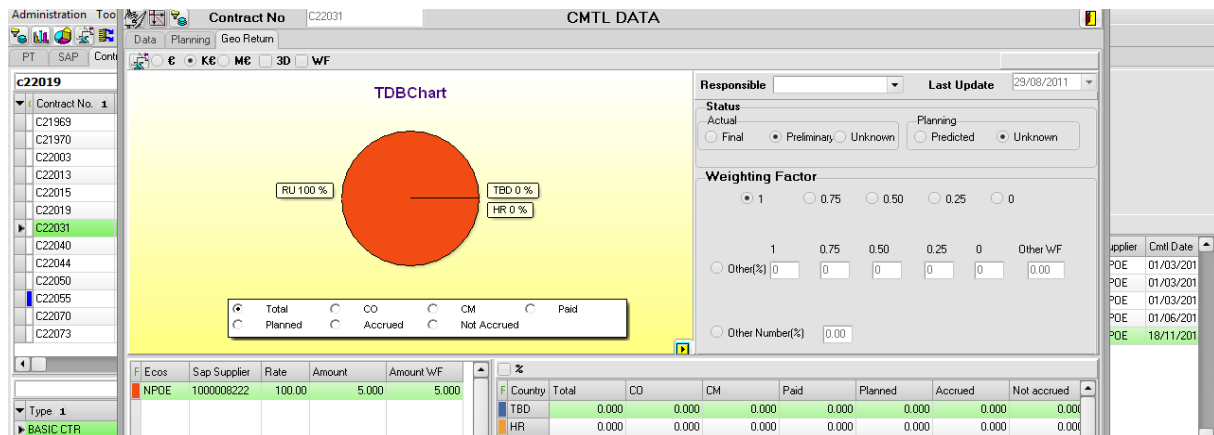 Administration Too
Contract No C22031 CMTL DATA
Data Planning Geo Return
PT SAP Cont
€ K€ M€ 3D WF
c22019
Contract No. 1
C21969
C21970
C22003
C22013
C22015
C22019
C22031
C22040
C22044
C22050
C22055
C22070
C22073
Type 1
BASIC CTR
TDBChart
RU 100 %
TBD 0 %
HR 0 %
Total CO CM Paid
Planned Accrued Not Accrued
Responsible Last Update 29/08/2011
Status
Actual Planning
Final Preliminary Unknown Predicted Unknown
Weighting Factor
1 0.75 0.50 0.25 0
1 0.75 0.50 0.25 0 Other WF
Other(%) 0 0 0 0 0 0.00
Other Number(%) 0.00
F Ecos Sap Supplier Rate Amount Amount WF
NPOE 1000008222 100.00 5.000 5.000
%
F Country Total CO CM Paid Planned Accrued Not accrued
TBD 0.000 0.000 0.000 0.000 0.000 0.000 0.000
HR 0.000 0.000 0.000 0.000 0.000 0.000 0.000
upplier Cmtl Date
POE 01/03/201
POE 01/03/201
POE 01/03/201
POE 01/06/201
POE 18/11/201